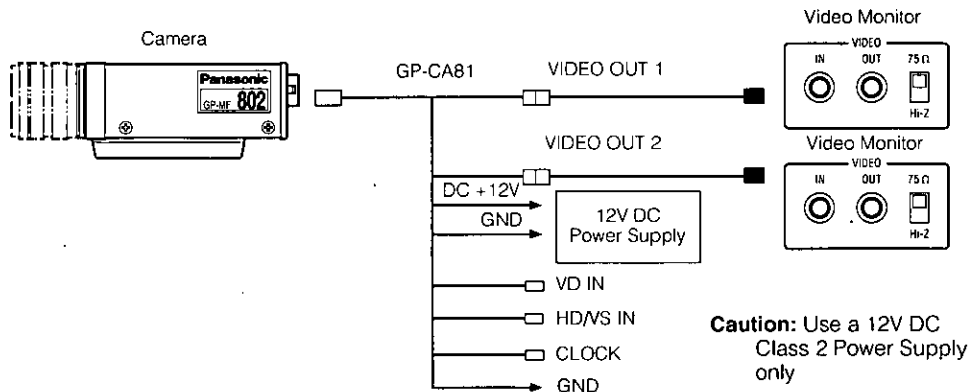 Camera
Panasonic
GP-MF 802
GP-CA81
VIDEO OUT 1
Video Monitor
VIDEO
IN OUT 75Ω
Hi-Z
VIDEO OUT 2
Video Monitor
VIDEO
IN OUT 75Ω
Hi-Z
DC +12V
GND
12V DC
Power Supply
VD IN
HD/VS IN
CLOCK
GND
Caution: Use a 12V DC
Class 2 Power Supply
only